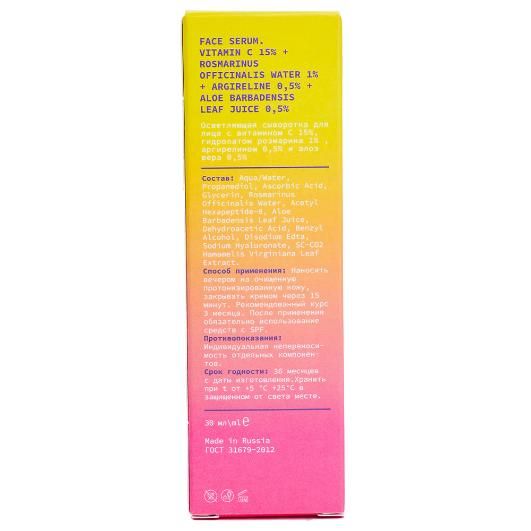 FACE SERUM.
VITAMIN C 15% +
ROSMARINUS
OFFICINALIS WATER 1%
+ ARGIRELINE 0,5% +
ALOE BARBADENSIS
LEAF JUICE 0,5%
Осветляющая сыворотка для
лица с витамином С 15%,
гидролатом розмарина 1% ,
аргирелином 0,5% и алоэ
вера 0,5%
Состав: Aqua/Water,
Propanediol, Ascorbic Acid,
Glycerin, Rosmarinus
Officinalis Water, Acetyl
Hexapeptide-8, Aloe
Barbadensis Leaf Juice,
Dehydroacetic Acid, Benzyl
Alcohol, Disodium Edta,
Sodium Hyaluronate, SC-CO2
Hamamelis Virginiana Leaf
Extract.
Способ применения: Наносить
вечером на очищенную
протонизированную кожу,
закрывать кремом через 15
минут. Рекомендованный курс
3 месяца. После применения
обязательно использование
средств с SPF.
Противопоказания:
Индивидуальная непереноси-
мость отдельных компонен-
тов.
Срок годности: 36 месяцев
с даты изготовления.Хранить
при t от +5 °C +25°C в
защищенном от света месте.
30 мл\ml e
Made in Russia
ГОСТ 31679-2012